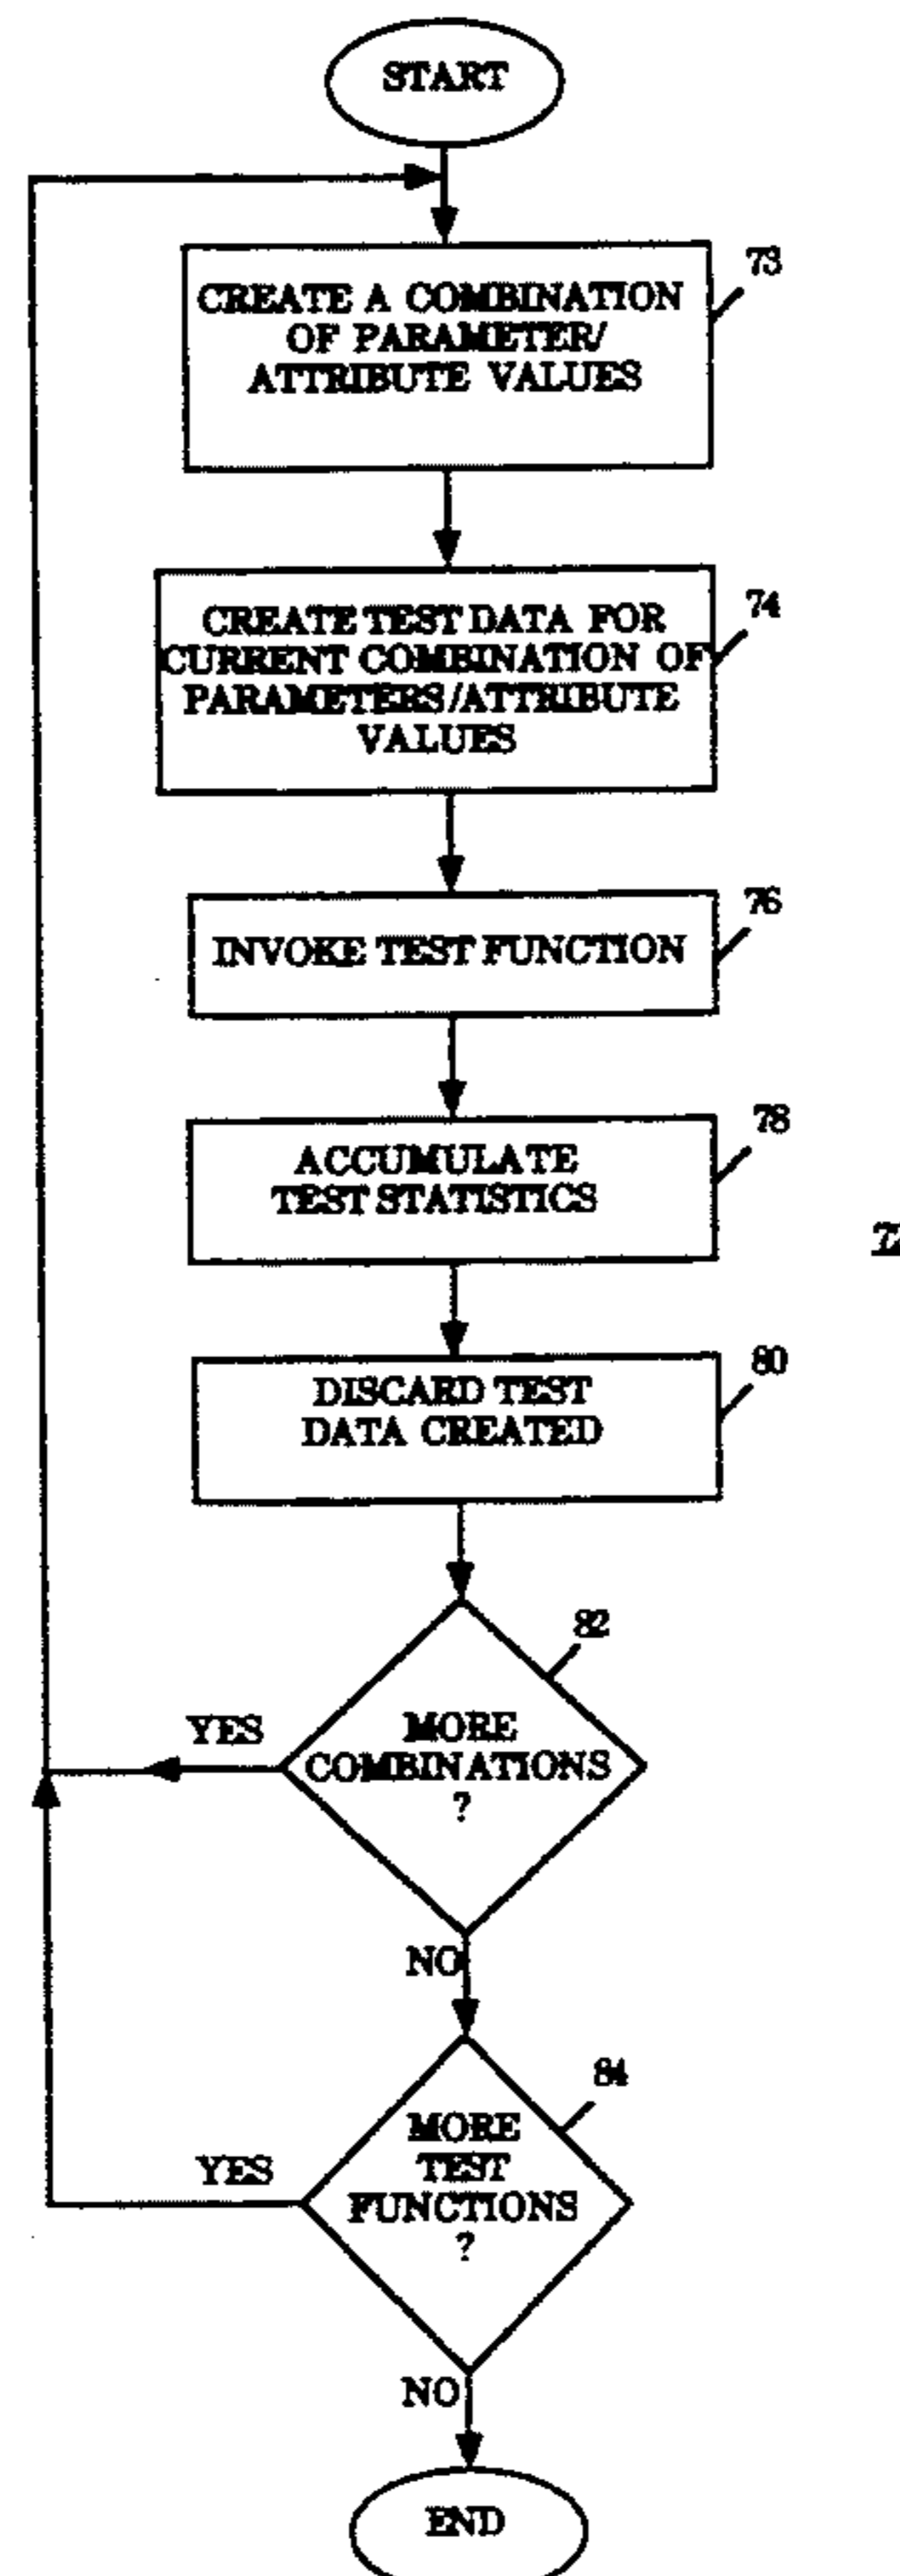 START
73
CREATE A COMBINATION
OF PARAMETER/
ATTRIBUTE VALUES
74
CREATE TEST DATA FOR
CURRENT COMBINATION OF
PARAMETERS/ATTRIBUTE
VALUES
76
INVOKE TEST FUNCTION
78
ACCUMULATE
TEST STATISTICS
80
DISCARD TEST
DATA CREATED
82
YES
MORE
COMBINATIONS
?
NO
84
YES
MORE
TEST
FUNCTIONS
?
NO
END